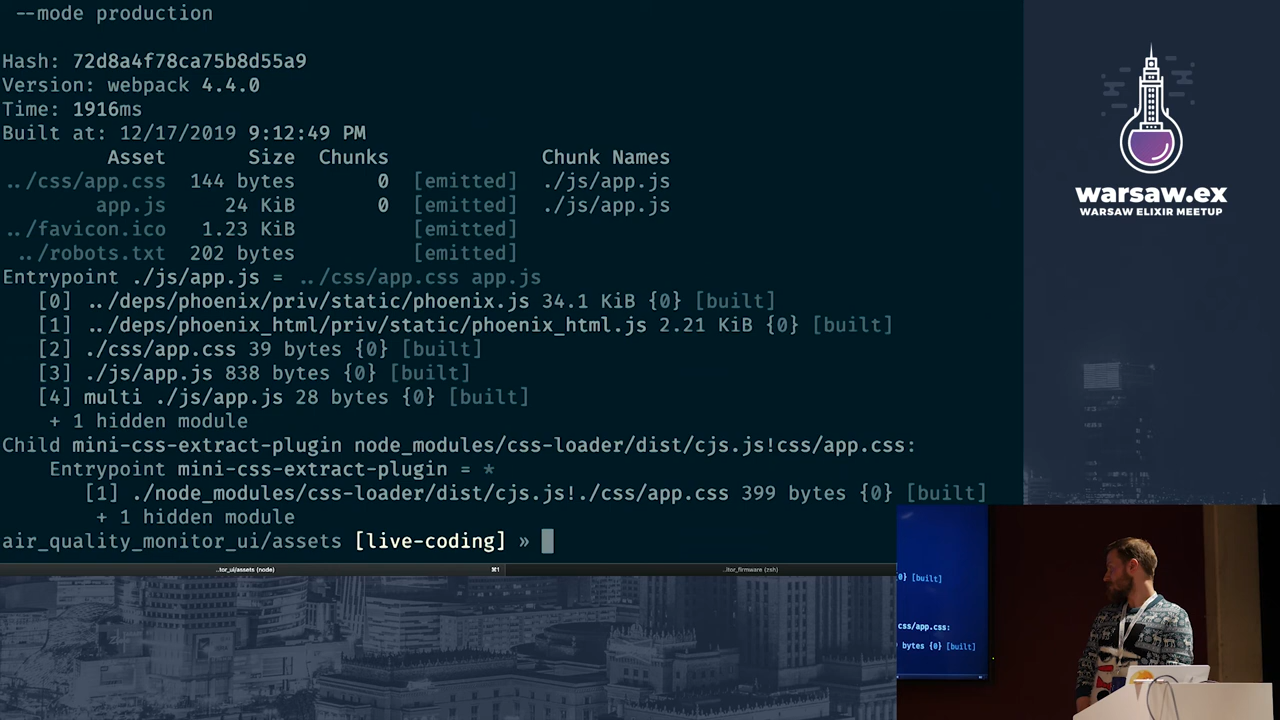 --mode production
Hash: 72d8a4f78ca75b8d55a9
Version: webpack 4.4.0
Time: 1916ms
Built at: 12/17/2019 9:12:49 PM
Asset Size Chunks Chunk Names
../css/app.css 144 bytes 0 [emitted] ./js/app.js
app.js 24 KiB 0 [emitted] ./js/app.js
../favicon.ico 1.23 KiB [emitted]
../robots.txt 202 bytes [emitted]
Entrypoint ./js/app.js = ../css/app.css app.js
[0] ../deps/phoenix/priv/static/phoenix.js 34.1 KiB {0} [built]
[1] ../deps/phoenix_html/priv/static/phoenix_html.js 2.21 KiB {0} [built]
[2] ./css/app.css 39 bytes {0} [built]
[3] ./js/app.js 838 bytes {0} [built]
[4] multi ./js/app.js 28 bytes {0} [built]
+ 1 hidden module
Child mini-css-extract-plugin node_modules/css-loader/dist/cjs.js!css/app.css:
Entrypoint mini-css-extract-plugin = *
[1] ./node_modules/css-loader/dist/cjs.js!./css/app.css 399 bytes {0} [built]
+ 1 hidden module
air_quality_monitor_ui/assets [live-coding] »
..tor_ui/assets (node) ⌘1 ..itor_firmware (zsh)
warsaw.ex
WARSAW ELIXIR MEETUP
{0} [built]
css/app.css:
bytes {0} [built]